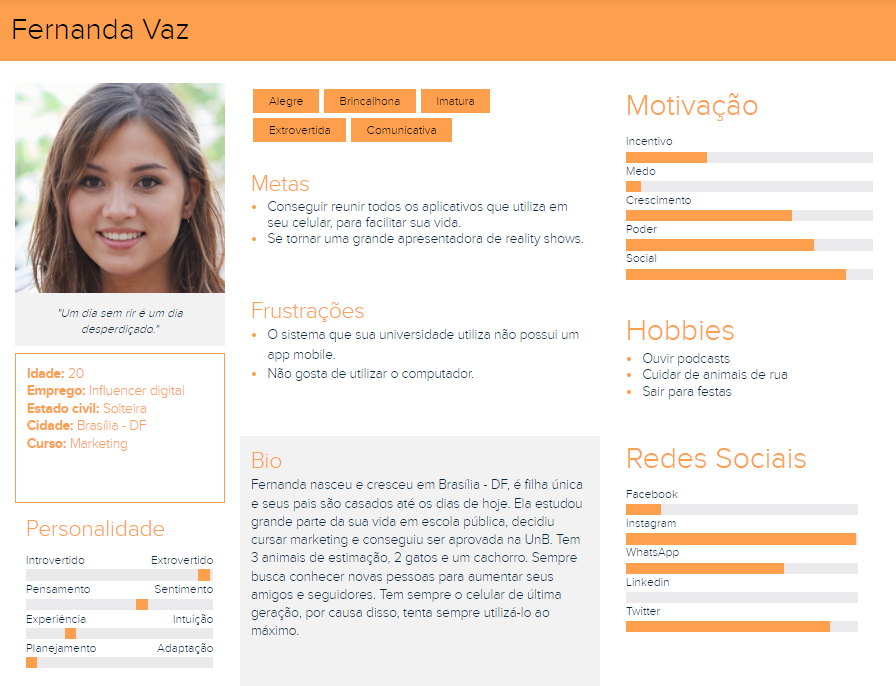 Fernanda Vaz
"Um dia sem rir é um dia
desperdiçado."
Idade: 20
Emprego: Influencer digital
Estado civil: Solteira
Cidade: Brasília - DF
Curso: Marketing
Personalidade
Introvertido Extrovertido
Pensamento Sentimento
Experiência Intuição
Planejamento Adaptação
Alegre Brincalhona Imatura
Extrovertida Comunicativa
Metas
Conseguir reunir todos os aplicativos que utiliza em
seu celular, para facilitar sua vida.
Se tornar uma grande apresentadora de reality shows.
Frustrações
O sistema que sua universidade utiliza não possui um
app mobile.
Não gosta de utilizar o computador.
Bio
Fernanda nasceu e cresceu em Brasília - DF, é filha única
e seus pais são casados até os dias de hoje. Ela estudou
grande parte da sua vida em escola pública, decidiu
cursar marketing e conseguiu ser aprovada na UnB. Tem
3 animais de estimação, 2 gatos e um cachorro. Sempre
busca conhecer novas pessoas para aumentar seus
amigos e seguidores. Tem sempre o celular de última
geração, por causa disso, tenta sempre utilizá-lo ao
máximo.
Motivação
Incentivo
Medo
Crescimento
Poder
Social
Hobbies
Ouvir podcasts
Cuidar de animais de rua
Sair para festas
Redes Sociais
Facebook
Instagram
WhatsApp
Linkedin
Twitter